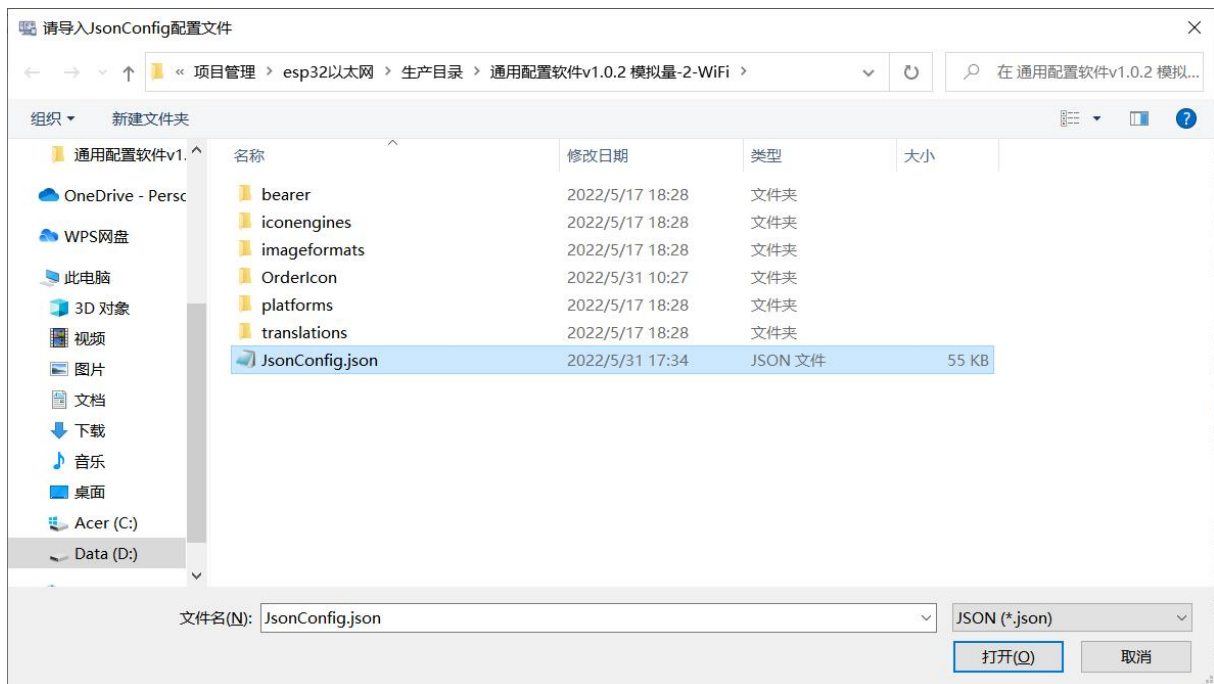 请导入JsonConfig配置文件
« 项目管理 > esp32以太网 > 生产目录 > 通用配置软件v1.0.2 模拟量-2-WiFi >
在 通用配置软件v1.0.2 模拟...
组织
新建文件夹
?
通用配置软件v1.
OneDrive - Perso
WPS网盘
此电脑
3D 对象
视频
图片
文档
下载
音乐
桌面
Acer (C:)
Data (D:)
名称 修改日期 类型 大小
bearer 2022/5/17 18:28 文件夹
iconengines 2022/5/17 18:28 文件夹
imageformats 2022/5/17 18:28 文件夹
OrderIcon 2022/5/31 10:27 文件夹
platforms 2022/5/17 18:28 文件夹
translations 2022/5/17 18:28 文件夹
JsonConfig.json 2022/5/31 17:34 JSON 文件 55 KB
文件名(N): JsonConfig.json
JSON (*.json)
打开(O)
取消